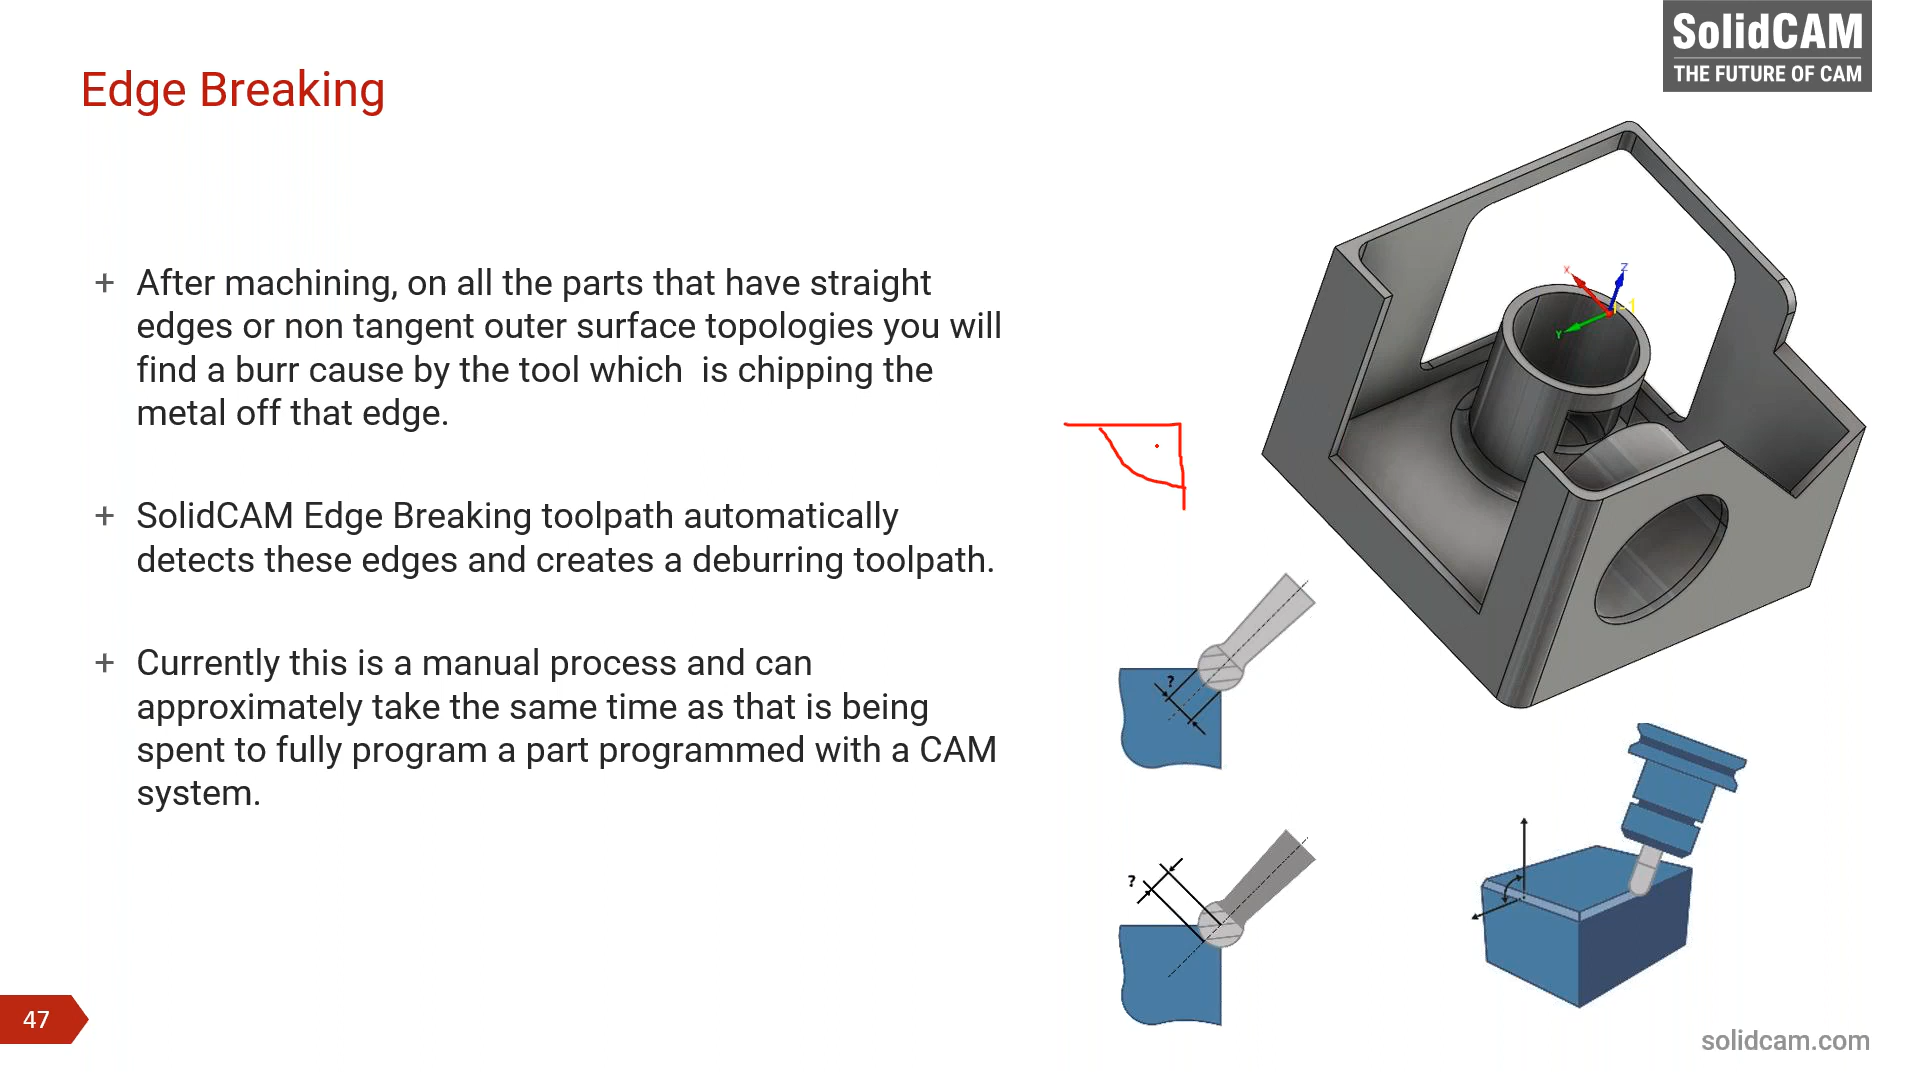 SolidCAM
THE FUTURE OF CAM
Edge Breaking
+ After machining, on all the parts that have straight
edges or non tangent outer surface topologies you will
find a burr cause by the tool which  is chipping the
metal off that edge.
+ SolidCAM Edge Breaking toolpath automatically
detects these edges and creates a deburring toolpath.
+ Currently this is a manual process and can
approximately take the same time as that is being
spent to fully program a part programmed with a CAM
system.
X
Z
Y
?
?
47
solidcam.com